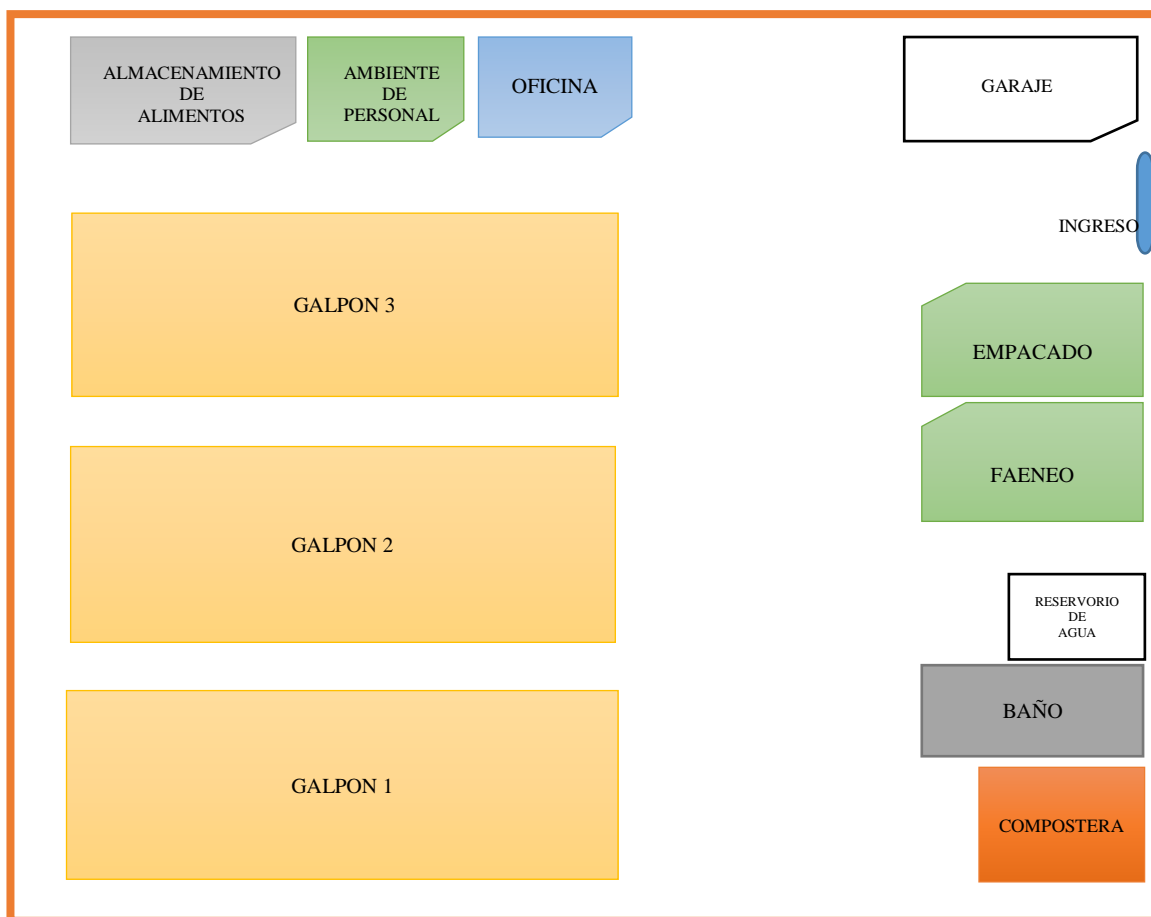 ALMACENAMIENTO
DE
ALIMENTOS
AMBIENTE
DE
PERSONAL
OFICINA
GARAJE
INGRESO
GALPON 3
EMPACADO
FAENEO
GALPON 2
RESERVORIO
DE
AGUA
BAÑO
GALPON 1
COMPOSTERA